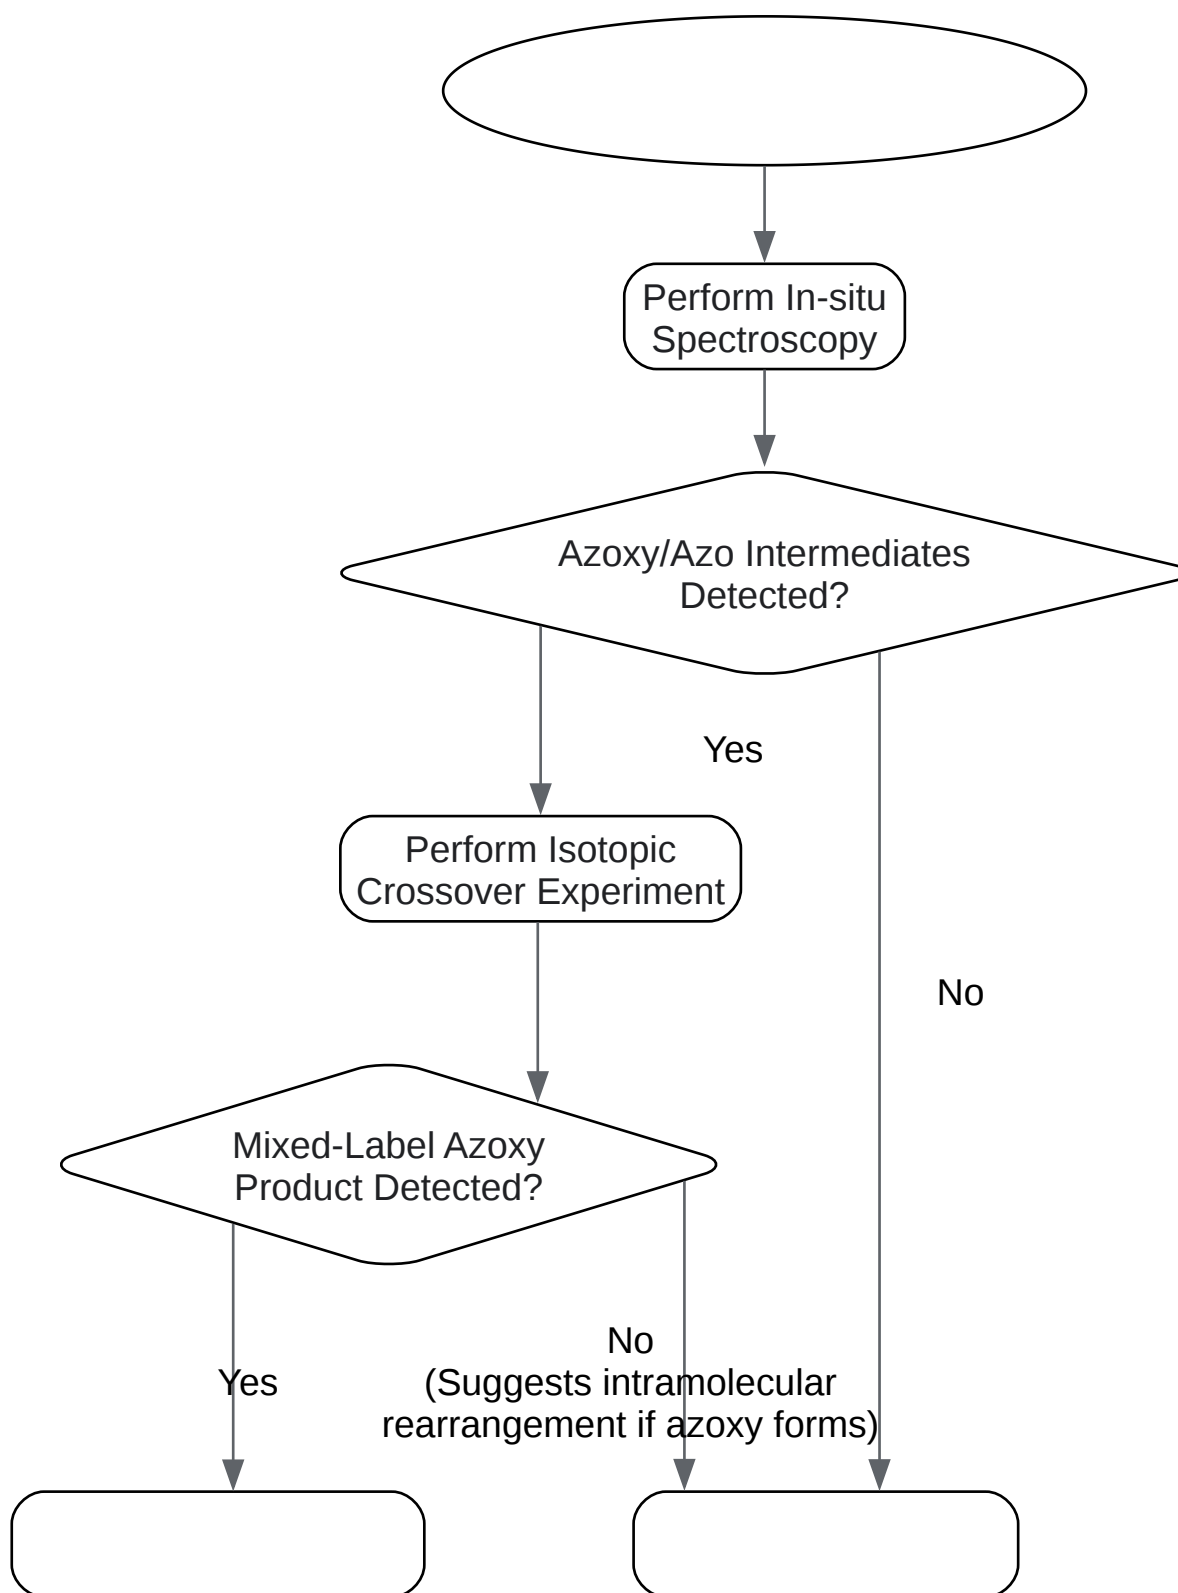 Perform In-situ
Spectroscopy
Azoxy/Azo Intermediates
Detected?
Yes
Perform Isotopic
Crossover Experiment
No
Mixed-Label Azoxy
Product Detected?
Yes
No
(Suggests intramolecular
rearrangement if azoxy forms)